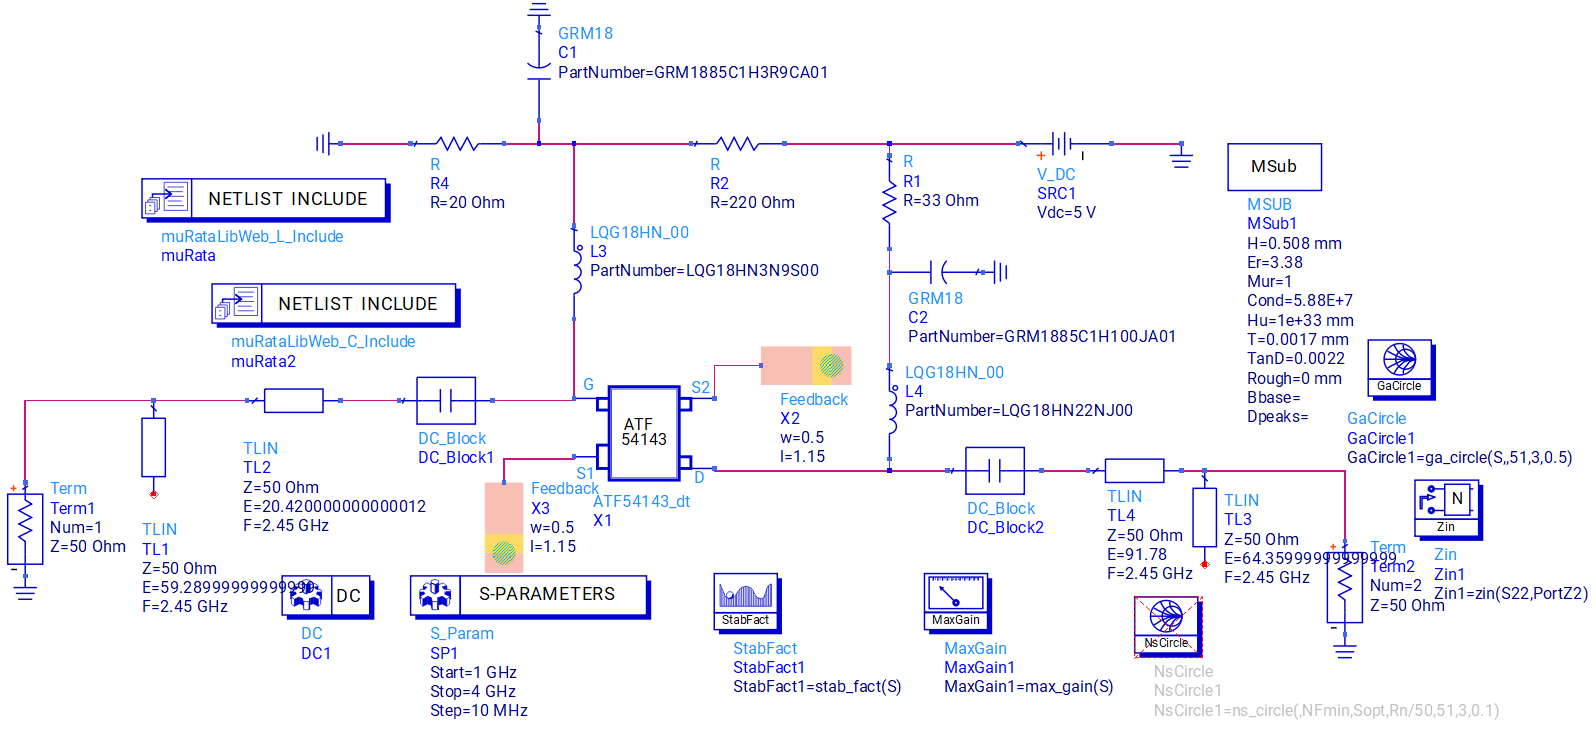 GRM18
C1
PartNumber=GRM1885C1H3R9CA01
R
R4
R=20 Ohm
R
R2
R=220 Ohm
R
R1
R=33 Ohm
+
V_DC
SRC1
Vdc=5 V
MSub
MSUB
MSub1
H=0.508 mm
Er=3.38
Mur=1
Cond=5.88E+7
Hu=1e+33 mm
T=0.0017 mm
TanD=0.0022
Rough=0 mm
Bbase=
Dpeaks=
NETLIST INCLUDE
muRataLibWeb_L_Include
muRata
NETLIST INCLUDE
muRataLibWeb_C_Include
muRata2
LQG18HN_00
L3
PartNumber=LQG18HN3N9S00
GRM18
C2
PartNumber=GRM1885C1H100JA01
LQG18HN_00
L4
PartNumber=LQG18HN22NJ00
GaCircle
GaCircle
GaCircle1
GaCircle1=ga_circle(S,,51,3,0.5)
G
S2
S1
D
ATF
54143
ATF54143_dt
X1
Feedback
X2
w=0.5
l=1.15
Feedback
X3
w=0.5
l=1.15
DC_Block
DC_Block1
TLIN
TL2
Z=50 Ohm
E=20.420000000000012
F=2.45 GHz
+
Term
Term1
Num=1
Z=50 Ohm
-
TLIN
TL1
Z=50 Ohm
F=2.45 GHz
DC_Block
DC_Block2
TLIN
TL4
Z=50 Ohm
E=91.78
F=2.45 GHz
TLIN
TL3
Z=50 Ohm
F=2.45 GHz
+
Term
Term2
Num=2
Z=50 Ohm
-
N
Zin
Zin
Zin1
Zin1=zin(S22,PortZ2)
DC
DC
DC1
S-PARAMETERS
S_Param
SP1
Start=1 GHz
Stop=4 GHz
Step=10 MHz
StabFact
StabFact
StabFact1
StabFact1=stab_fact(S)
MaxGain
MaxGain
MaxGain1
MaxGain1=max_gain(S)
NsCircle
NsCircle
NsCircle1
NsCircle1=ns_circle(,NFmin,Sopt,Rn/50,51,3,0.1)